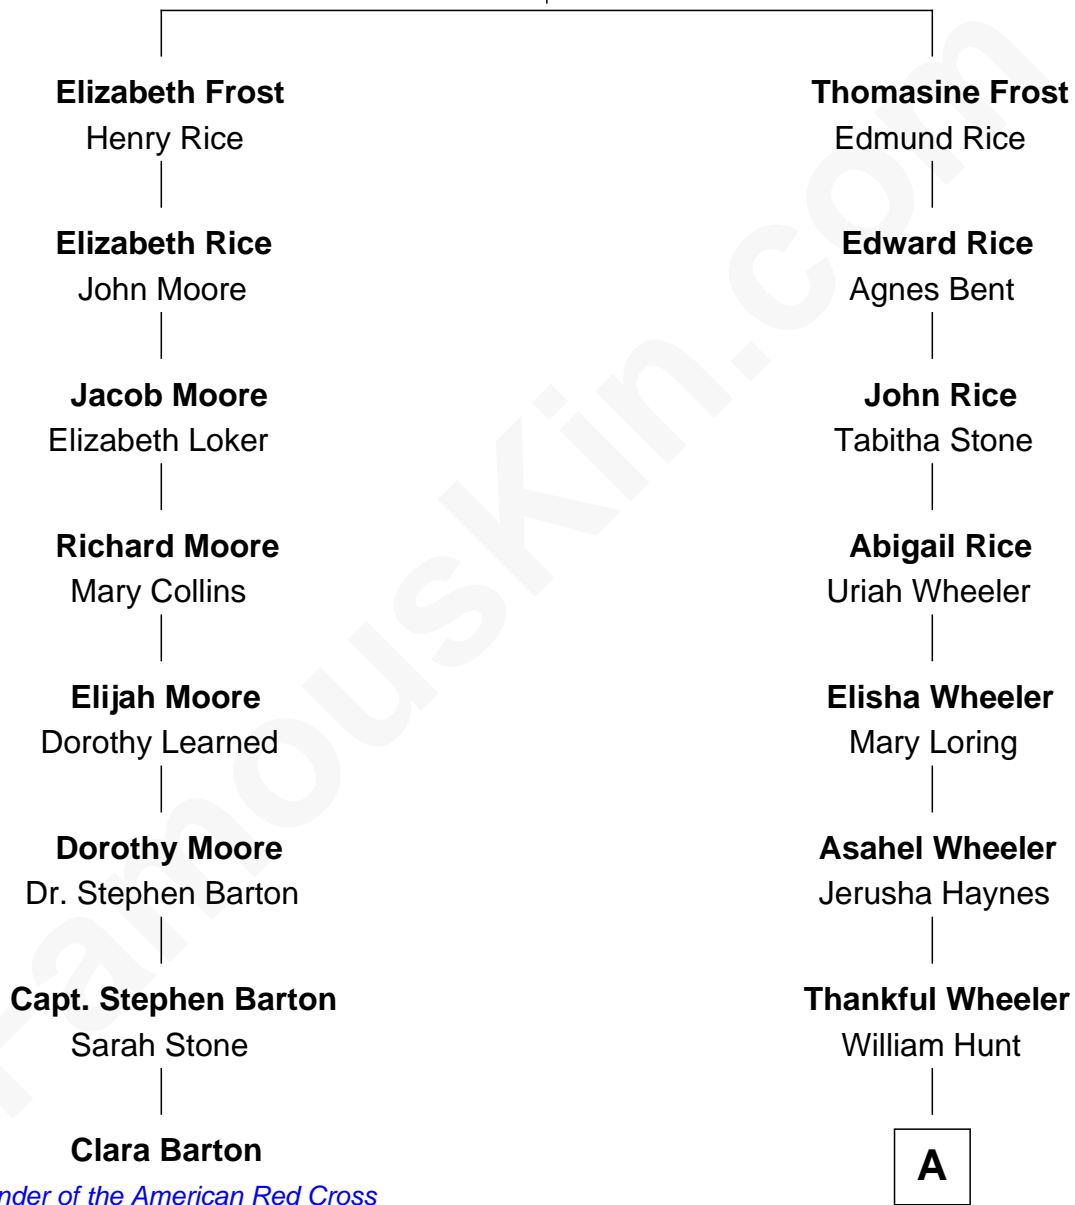 Elizabeth Frost
Henry Rice
Thomasine Frost
Edmund Rice
Elizabeth Rice
John Moore
Edward Rice
Agnes Bent
Jacob Moore
Elizabeth Loker
John Rice
Tabitha Stone
Richard Moore
Mary Collins
Abigail Rice
Uriah Wheeler
Elijah Moore
Dorothy Learned
Elisha Wheeler
Mary Loring
Dorothy Moore
Dr. Stephen Barton
Asahel Wheeler
Jerusha Haynes
Capt. Stephen Barton
Sarah Stone
Thankful Wheeler
William Hunt
Clara Barton
nder of the American Red Cross
A
FamousKin.com